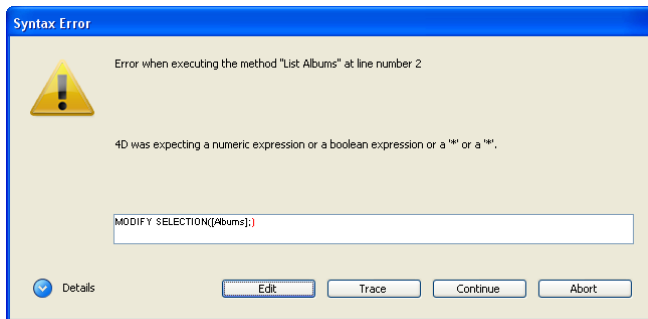 Syntax Error
Error when executing the method "List Albums" at line number 2
4D was expecting a numeric expression or a boolean expression or a '*' or a '*'.
MODIFY SELECTION([Albums];)
Details
Edit
Trace
Continue
Abort